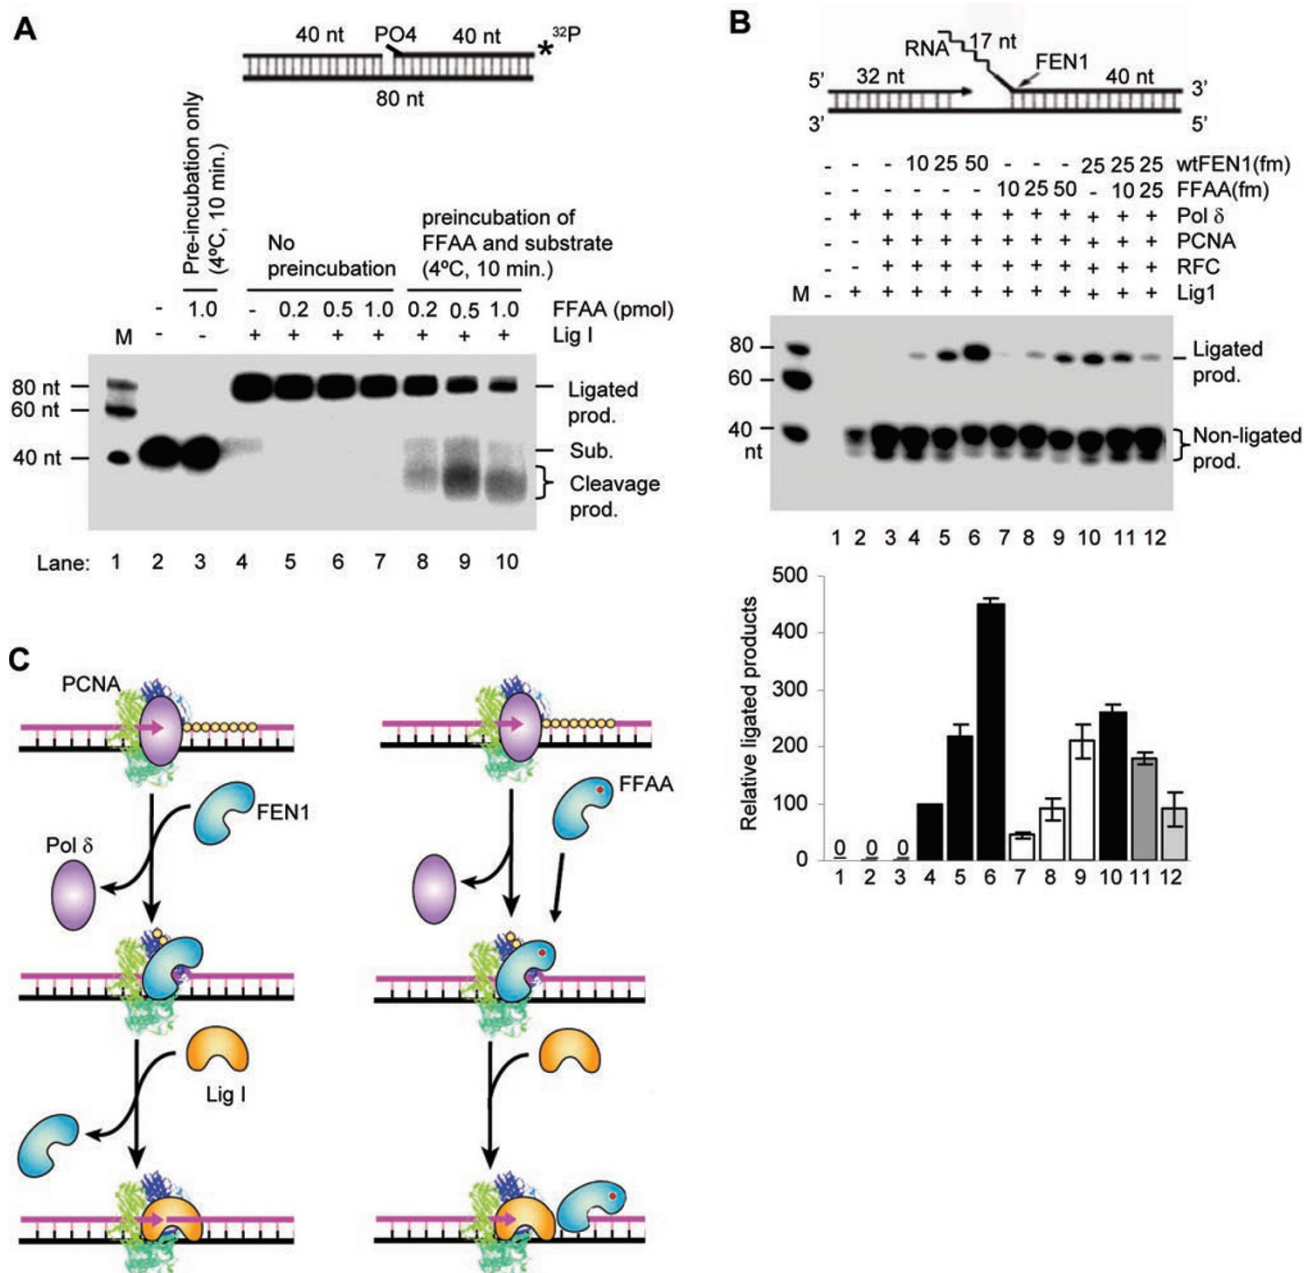 A
40 nt PO4 40 nt * 32P
80 nt
Pre-incubation only
(4ºC, 10 min.)
No
preincubation
preincubation of
FFAA and substrate
(4ºC, 10 min.)
- 1.0 - 0.2 0.5 1.0 0.2 0.5 1.0 FFAA (pmol)
M - - + + + + + + + Lig I
80 nt
60 nt
40 nt
Ligated
prod.
Sub.
Cleavage
prod.
Lane: 1 2 3 4 5 6 7 8 9 10
B
RNA 17 nt
FEN1
5' 32 nt 40 nt 3'
3' 5'
- - - 10 25 50 - - - 25 25 25 wtFEN1(fm)
- - - - - - 10 25 50 - 10 25 FFAA(fm)
- + + + + + + + + + + + Pol δ
- - + + + + + + + + + + PCNA
- - + + + + + + + + + + RFC
M - + + + + + + + + + + + Lig1
80
60
40
nt
Ligated
prod.
Non-ligated
prod.
1 2 3 4 5 6 7 8 9 10 11 12
Relative ligated products
500
400
300
200
100
0
0 0 0
1 2 3 4 5 6 7 8 9 10 11 12
C
PCNA
FEN1
Pol δ
Lig I
FFAA